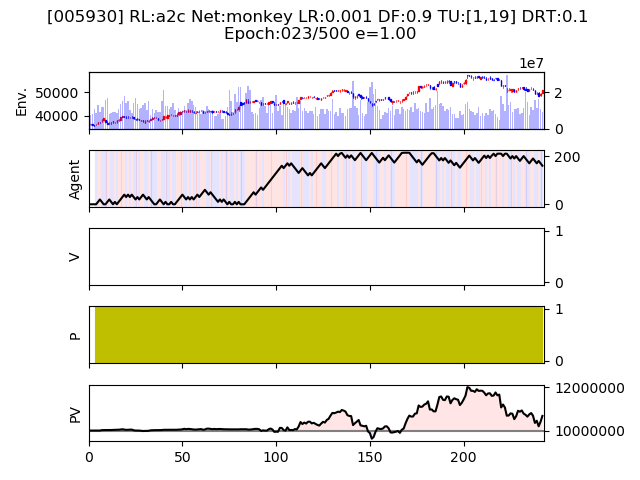 [005930] RL:a2c Net:monkey LR:0.001 DF:0.9 TU:[1,19] DRT:0.1
Epoch:023/500 e=1.00
1e7
Env.
50000
40000
2
0
Agent
200
0
V
1
0
P
1
0
PV
12000000
10000000
0 50 100 150 200